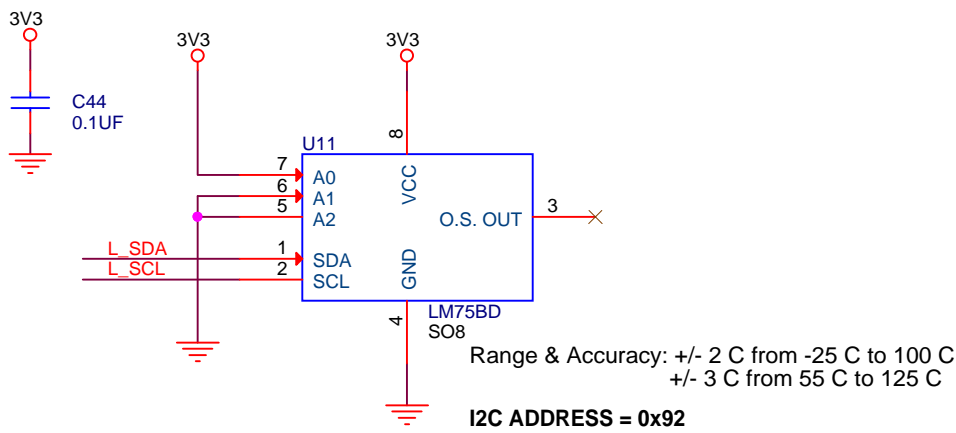 3V3
3V3
3V3
C44
0.1UF
U11
8
7
A0
6
A1
5
A2
VCC
O.S. OUT
3
L_SDA
1
SDA
L_SCL
2
SCL
GND
4
LM75BD
SO8
Range & Accuracy: +/- 2 C from -25 C to 100 C
+/- 3 C from 55 C to 125 C
I2C ADDRESS = 0x92